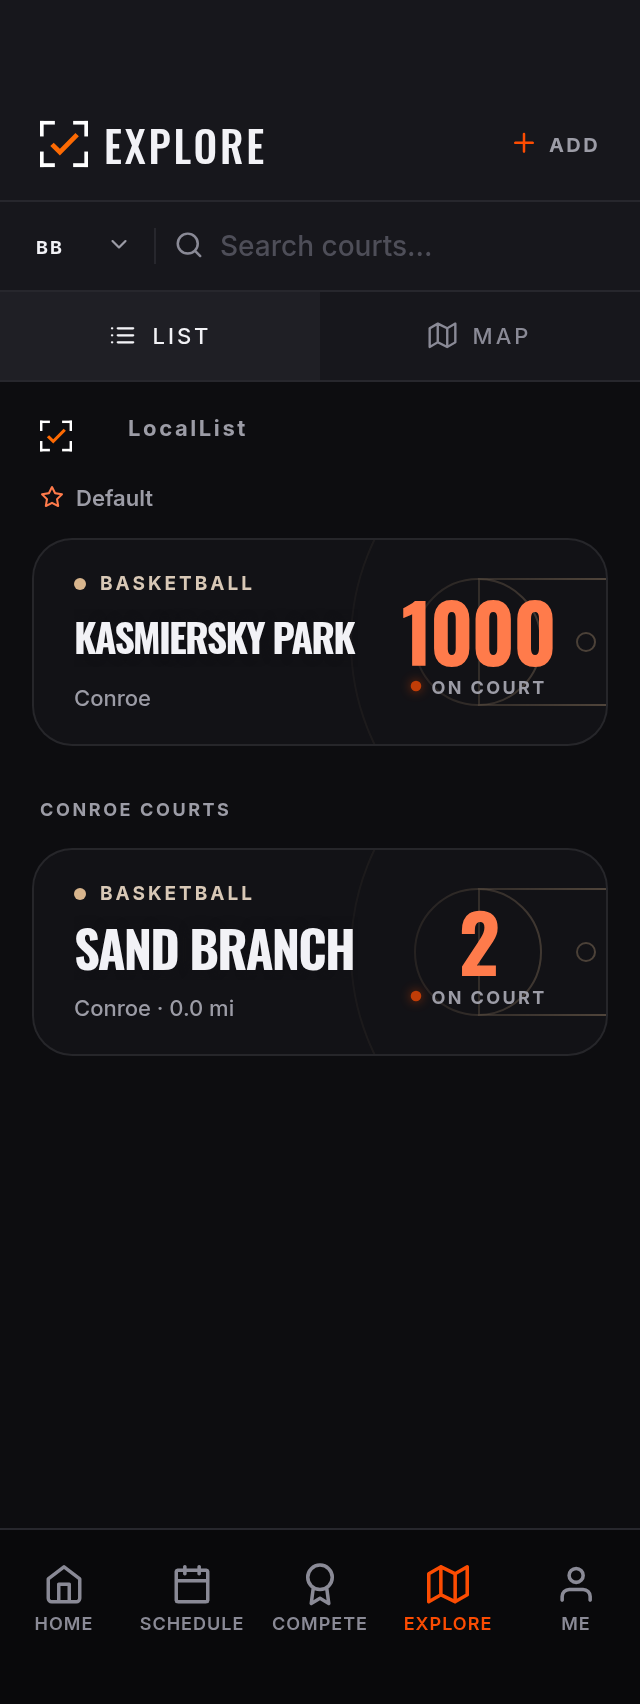 EXPLORE
ADD
BB
Search courts...
LIST
MAP
LocalList
Default
BASKETBALL
KASMIERSKY PARK
Conroe
1000
ON COURT
CONROE COURTS
BASKETBALL
SAND BRANCH
Conroe · 0.0 mi
2
ON COURT
HOME
SCHEDULE
COMPETE
EXPLORE
ME